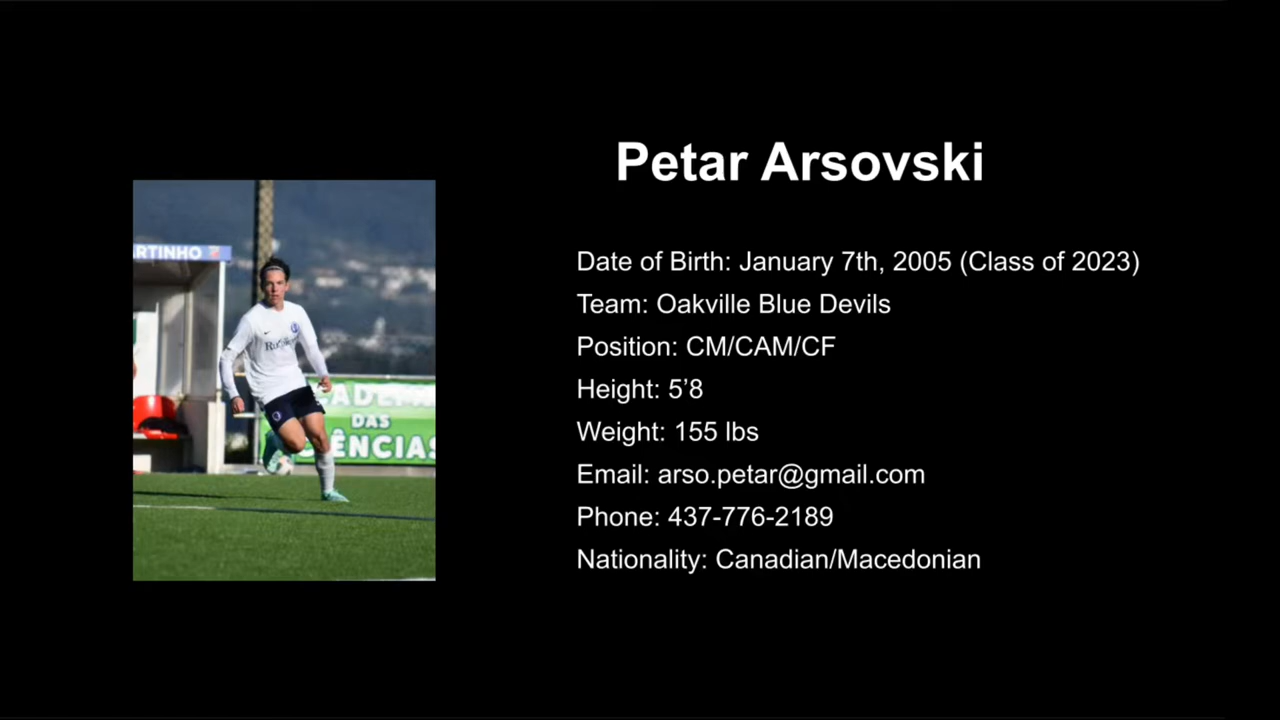 Petar Arsovski
Date of Birth: January 7th, 2005 (Class of 2023)
Team: Oakville Blue Devils
Position: CM/CAM/CF
Height: 5’8
Weight: 155 lbs
Email: arso.petar@gmail.com
Phone: 437-776-2189
Nationality: Canadian/Macedonian
RTINHO
DAS